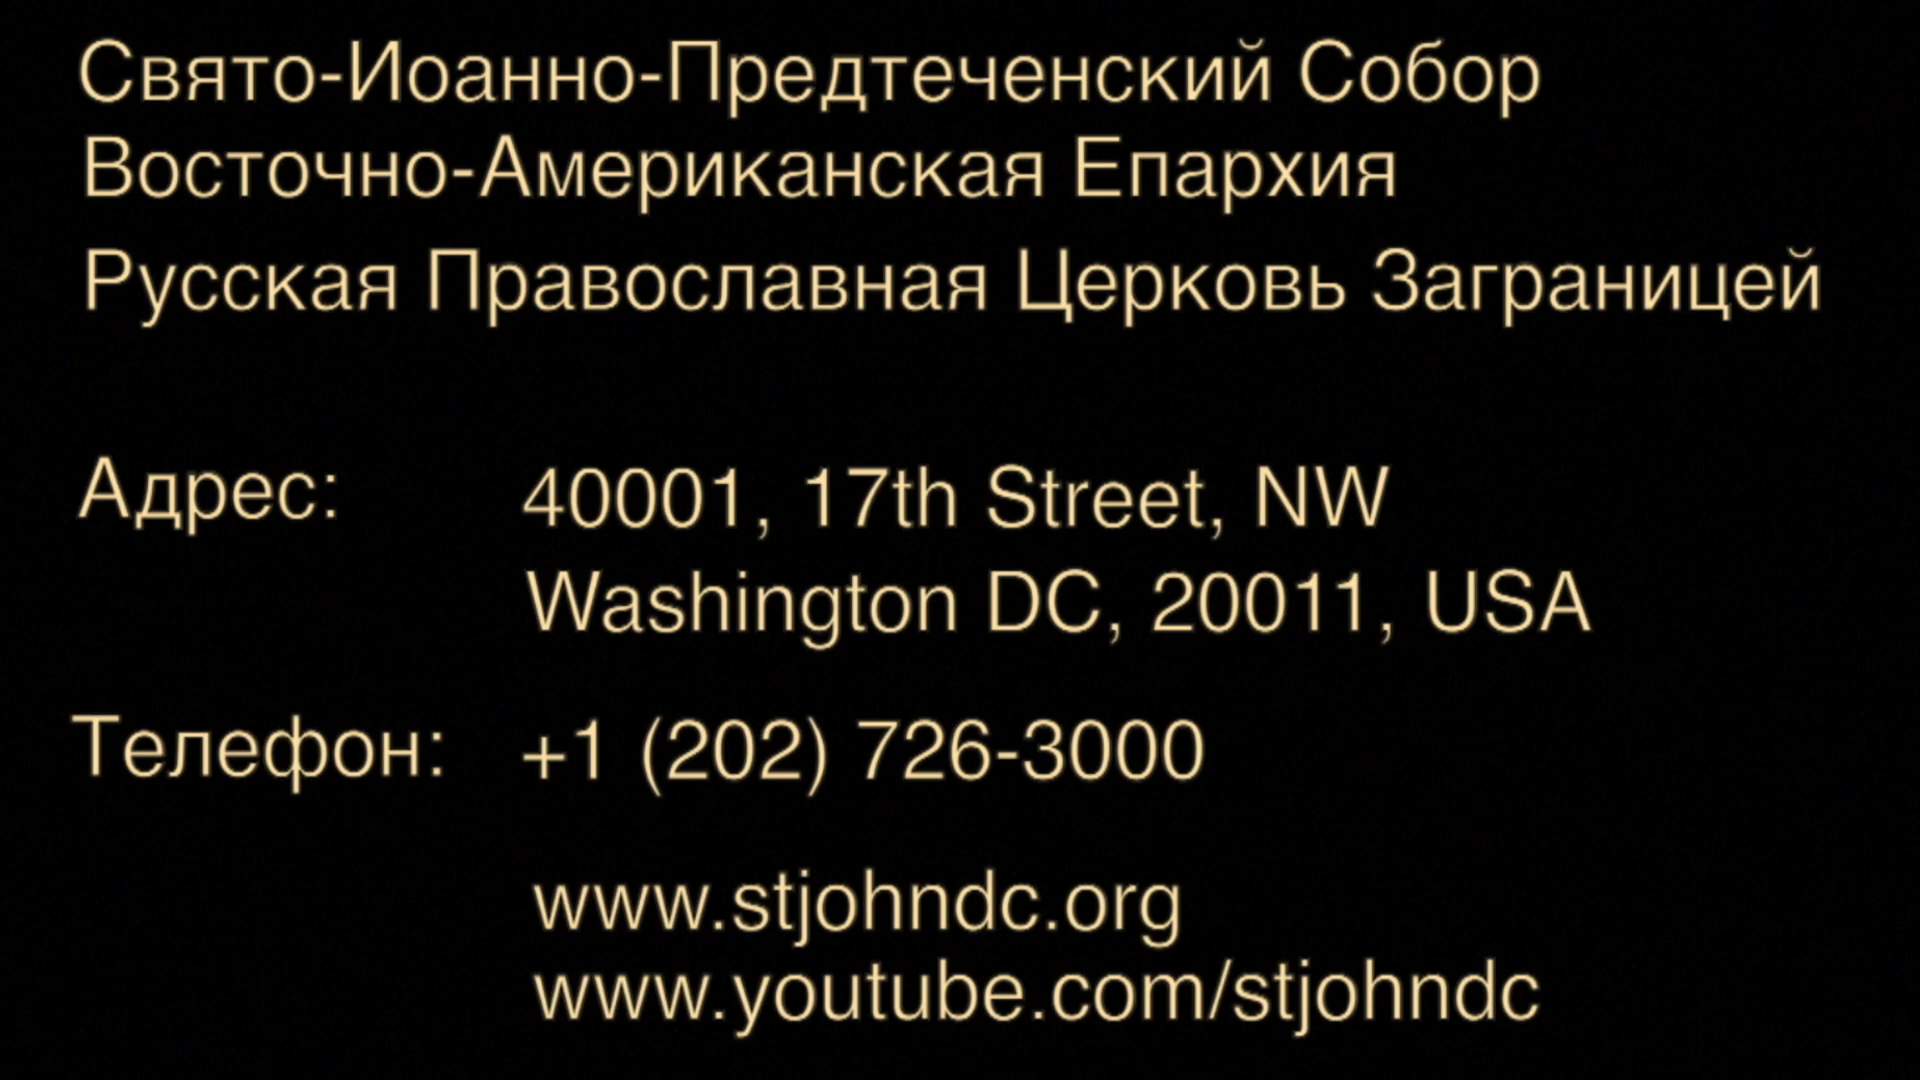 Свято-Иоанно-Предтеченский Собор
Восточно-Американская Епархия
Русская Православная Церковь Заграницей
Адрес: 40001, 17th Street, NW
Washington DC, 20011, USA
Телефон: +1 (202) 726-3000
www.stjohndc.org
www.youtube.com/stjohndc